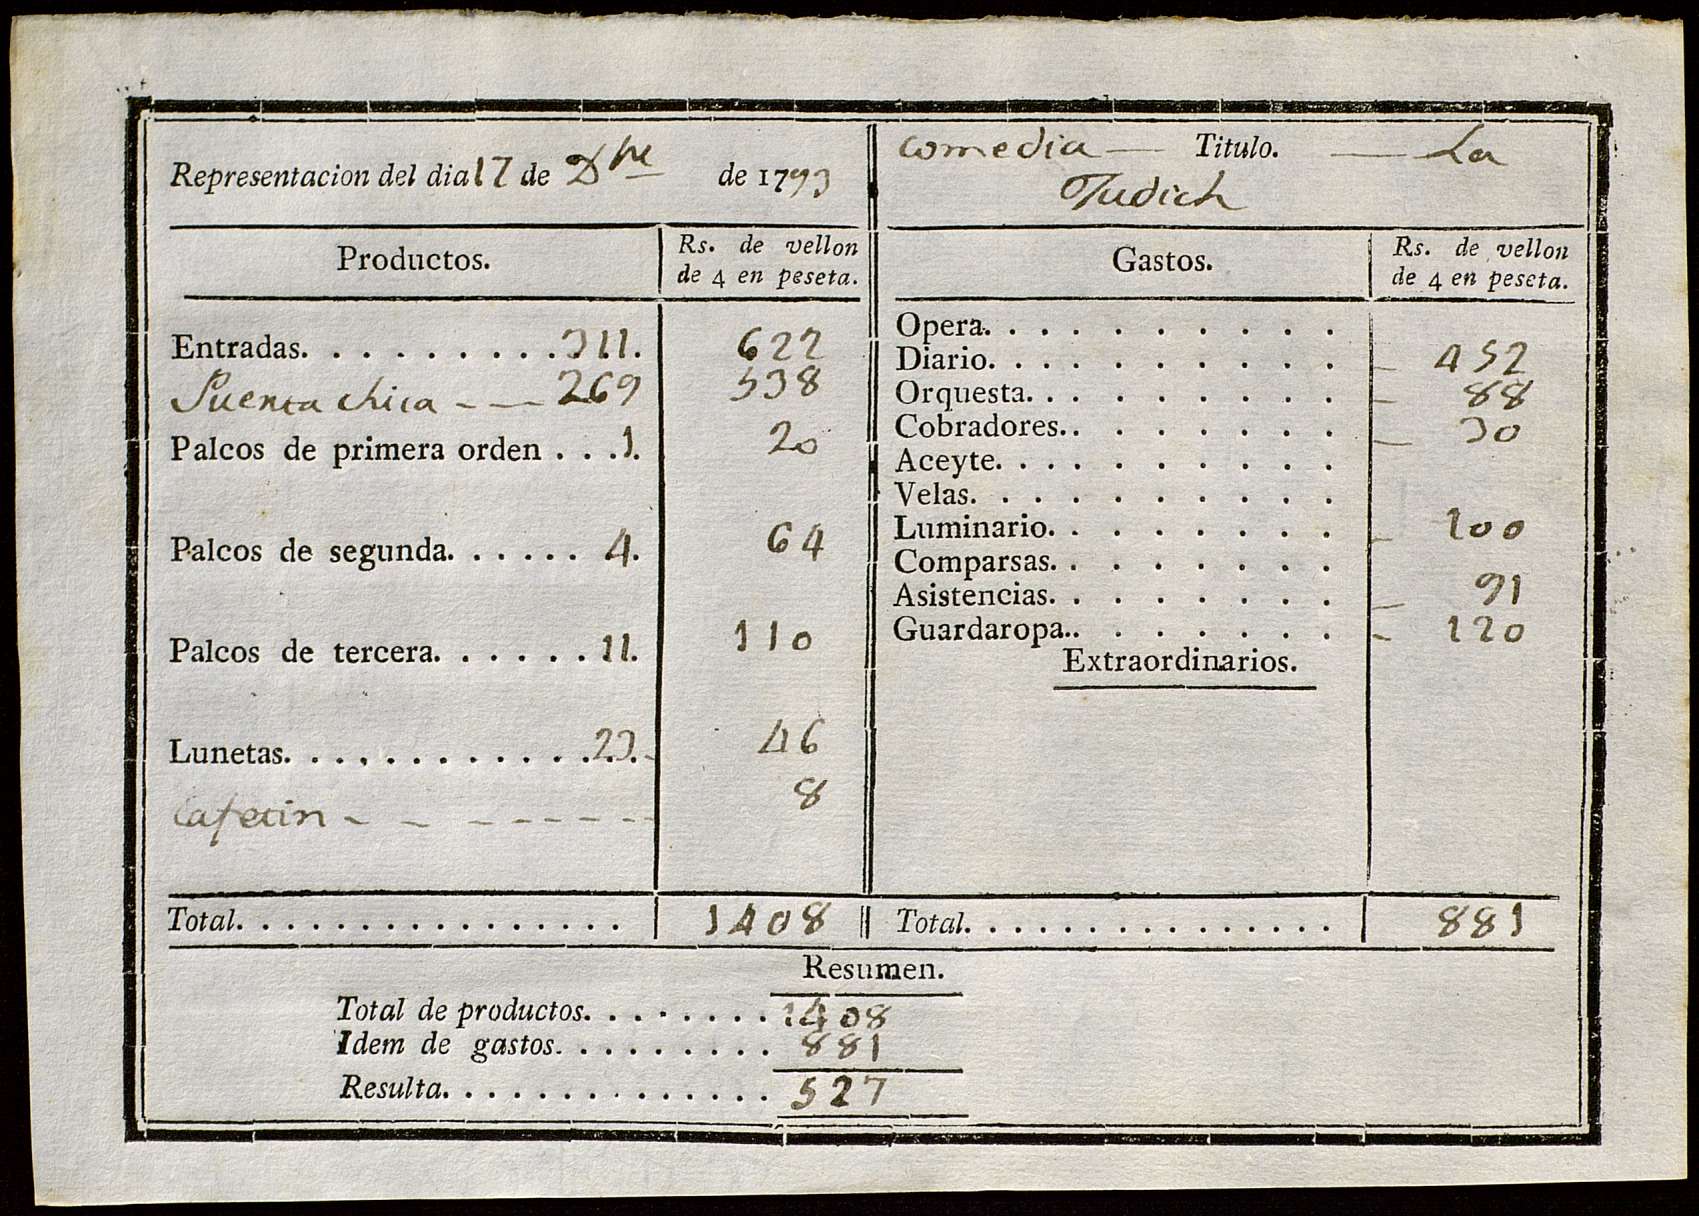 Representacion del dia 17 de Dbre de 1793
Productos. Rs. de vellon
de 4 en peseta.
Entradas. . . . . . . . . . 311. 622
Puerta chica - - - 269 538
Palcos de primera orden . . . 1. 20
Palcos de segunda. . . . . . 4. 64
Palcos de tercera. . . . . . 11. 110
Lunetas. . . . . . . . . . . . 23. 46
Cafetin - - - - - - - - 8
Total. . . . . . . . . . . . . . . . 1408
comedia — Titulo. — La
Judich
Gastos. Rs. de vellon
de 4 en peseta.
Opera. . . . . . . . . .
Diario. . . . . . . . . . - 452
Orquesta. . . . . . . . . - 88
Cobradores. . . . . . . . - 30
Aceyte. . . . . . . . . .
Velas. . . . . . . . . .
Luminario. . . . . . . . - 100
Comparsas. . . . . . . .
Asistencias. . . . . . . . - 91
Guardaropa. . . . . . . . - 120
Extraordinarios.
Total. . . . . . . . . . . . . . . . 881
Resumen.
Total de productos. . . . . . . . 1408
Idem de gastos. . . . . . . . . . 881
Resulta. . . . . . . . . . . . . . 527